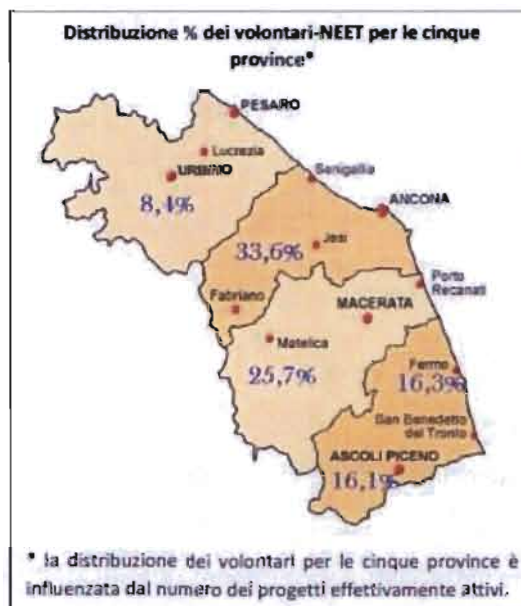 Distribuzione % dei volontari-NEET per le cinque
province*
PESARO
Lucrezia
URBINO
8,4%
Senigallia
ANCONA
33,6%
Jesi
Fabriano
Porto
Recanati
MACERATA
Matelica
25,7%
Fermo
16,3%
San Benedetto
del Tronto
ASCOLI PICENO
16,1%
* la distribuzione dei volontari per le cinque province è
influenzata dal numero dei progetti effettivamente attivi.